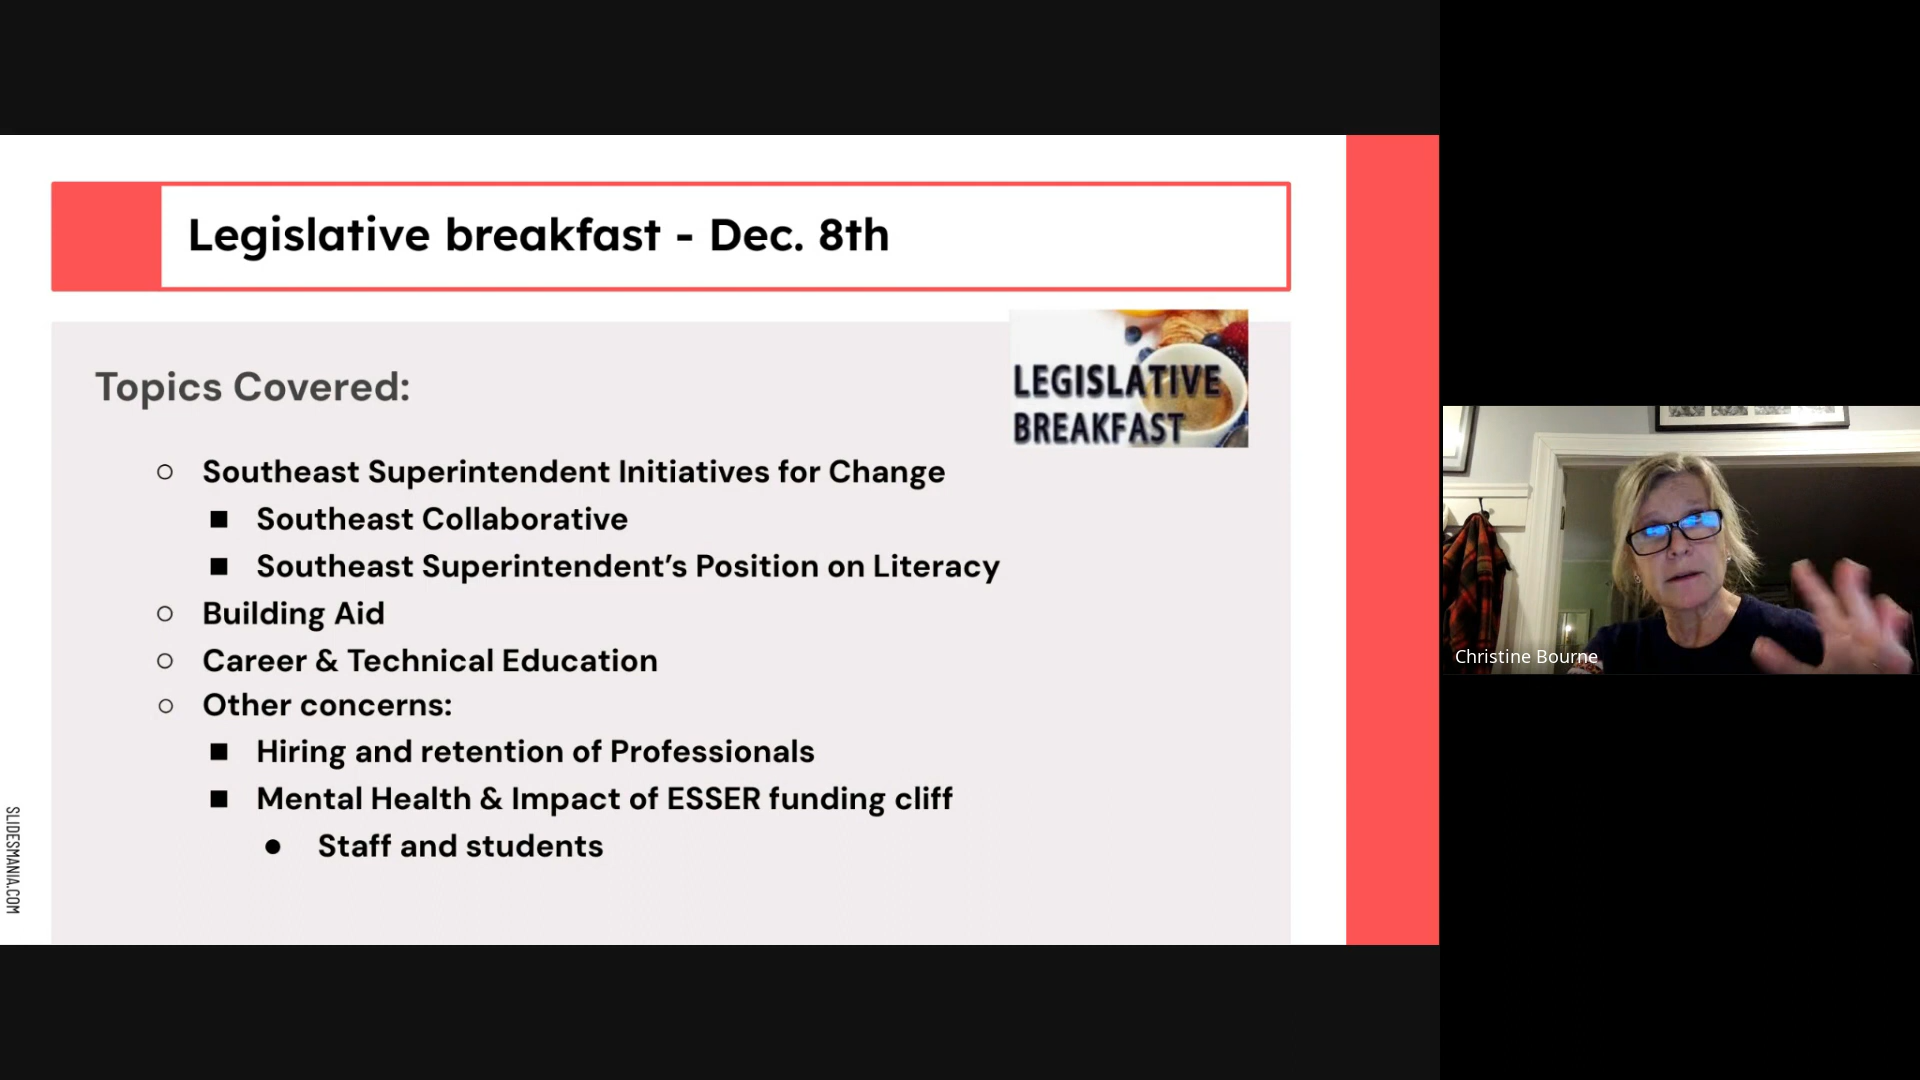 Legislative breakfast - Dec. 8th
LEGISLATIVE
BREAKFAST
Topics Covered:
Southeast Superintendent Initiatives for Change
Southeast Collaborative
Southeast Superintendent’s Position on Literacy
Building Aid
Career & Technical Education
Other concerns:
Hiring and retention of Professionals
Mental Health & Impact of ESSER funding cliff
Staff and students
SLIDESMANIA.COM
Christine Bourne